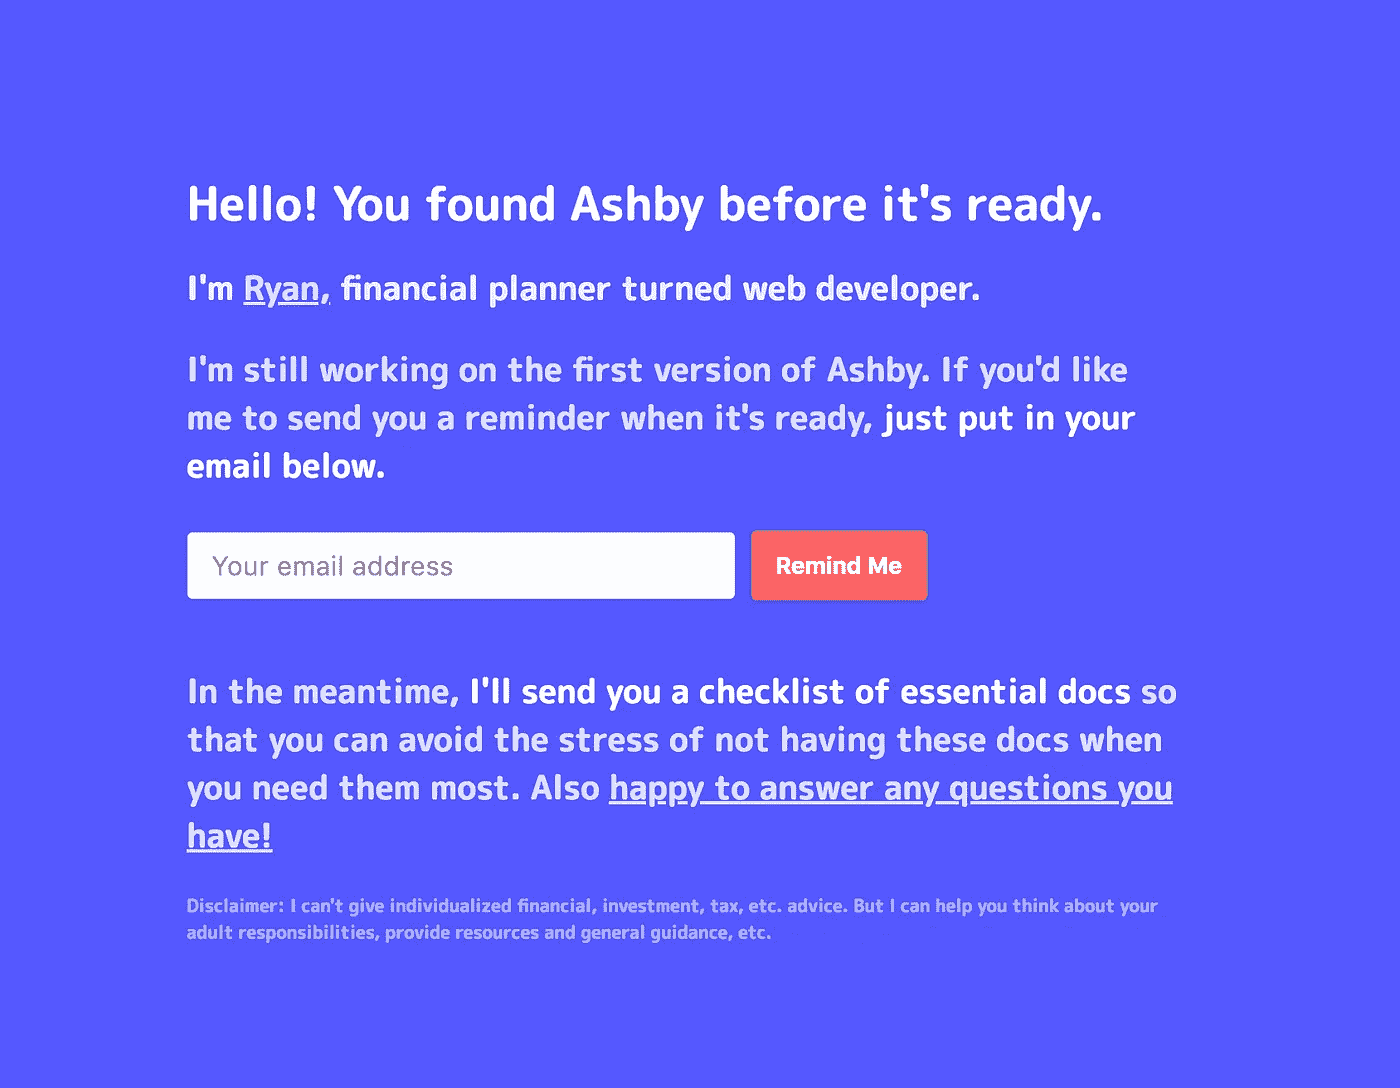 Hello! You found Ashby before it's ready.
I'm Ryan, financial planner turned web developer.
I'm still working on the first version of Ashby. If you'd like
me to send you a reminder when it's ready, just put in your
email below.
Your email address
Remind Me
In the meantime, I'll send you a checklist of essential docs so
that you can avoid the stress of not having these docs when
you need them most. Also happy to answer any questions you
have!
Disclaimer: I can't give individualized financial, investment, tax, etc. advice. But I can help you think about your
adult responsibilities, provide resources and general guidance, etc.